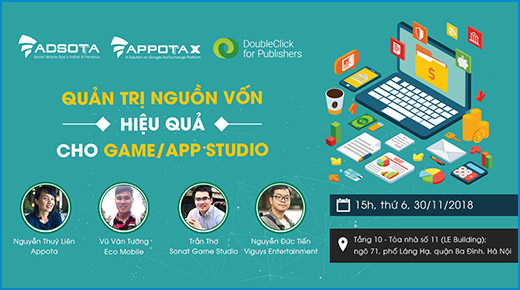 ADSOTA
Boost Mobile App's Install & Revenue
APPOTAX
A Solution on Google Ad Exchange Platform
DoubleClick
for Publishers
QUẢN TRỊ NGUỒN VỐN
HIỆU QUẢ
CHO GAME/APP STUDIO
Nguyễn Thuỳ Liên
Appota
Vũ Văn Tưởng
Eco Mobile
Trần Thơ
Sonat Game Studio
Nguyễn Đức Tiến
Viguys Entertainment
15h, thứ 6, 30/11/2018
Tầng 10 - Tòa nhà số 11 (LE Building);
ngõ 71, phố Láng Hạ, quận Ba Đình, Hà Nội